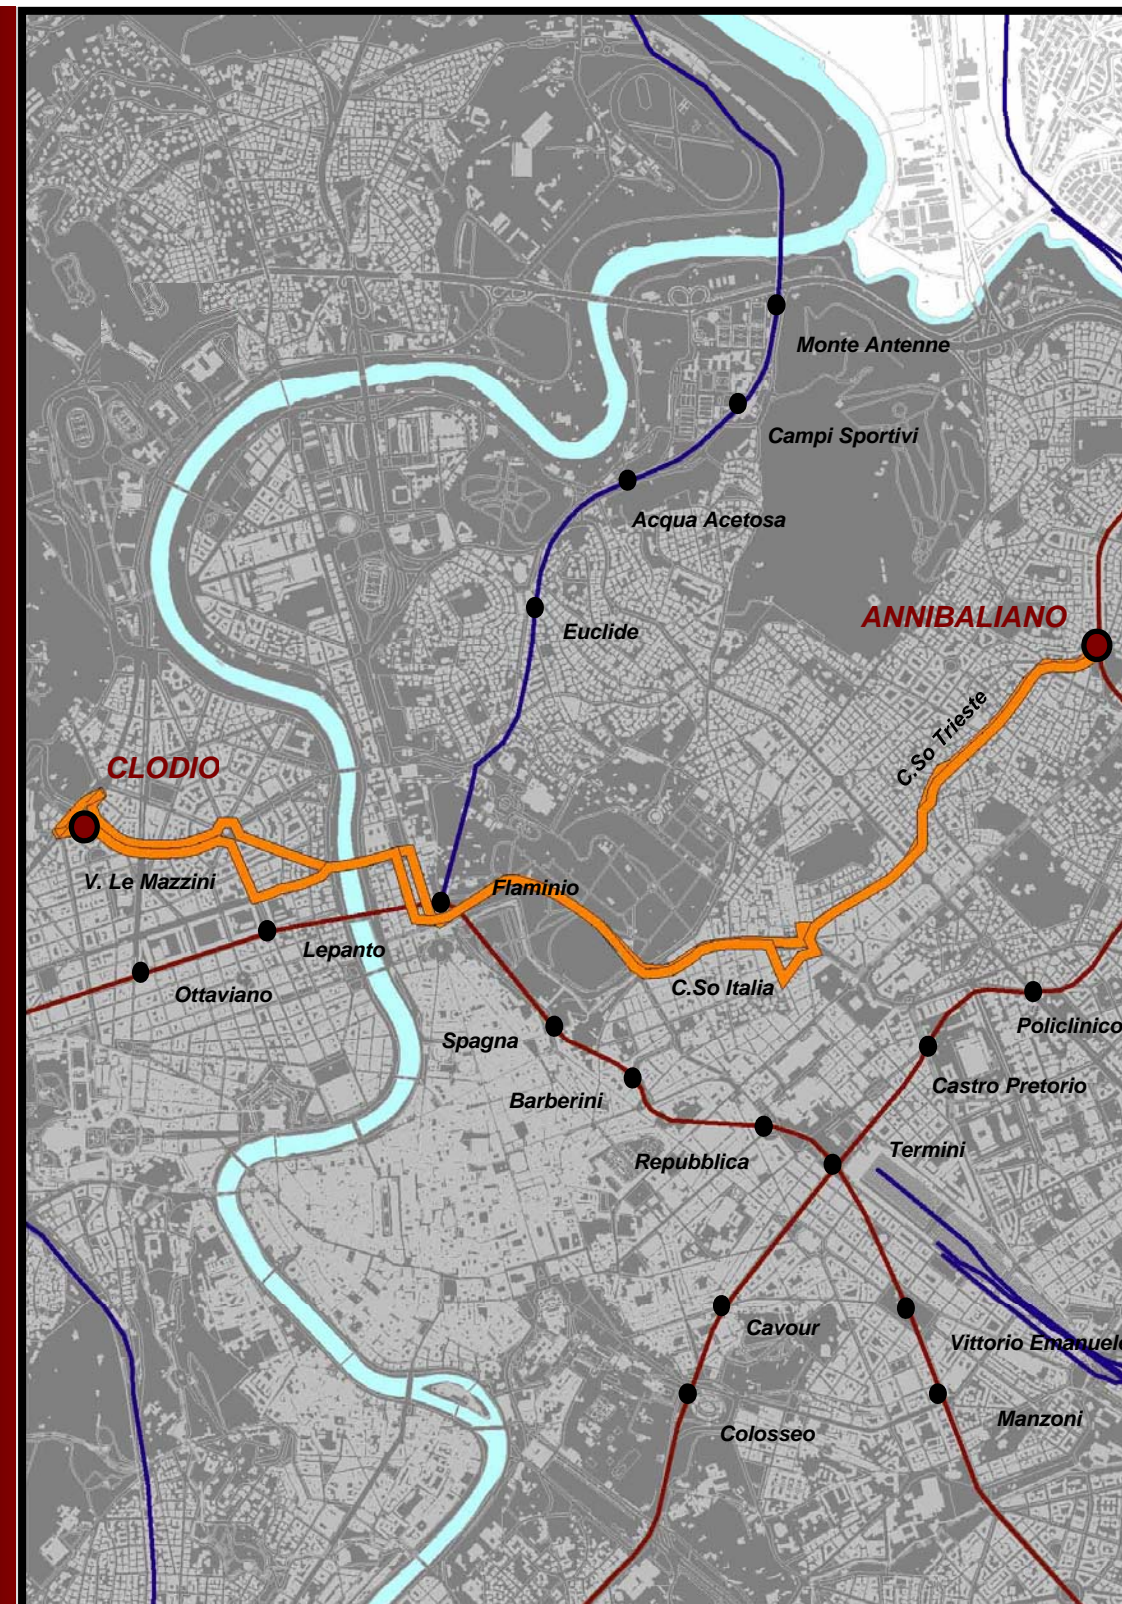 Monte Antenne
Campi Sportivi
Acqua Acetosa
ANNIBALIANO
Euclide
C.So Trieste
CLODIO
V. Le Mazzini
Flaminio
Lepanto
C.So Italia
Ottaviano
Policlinico
Spagna
Castro Pretorio
Barberini
Termini
Repubblica
Cavour
Vittorio Emanuele
Manzoni
Colosseo